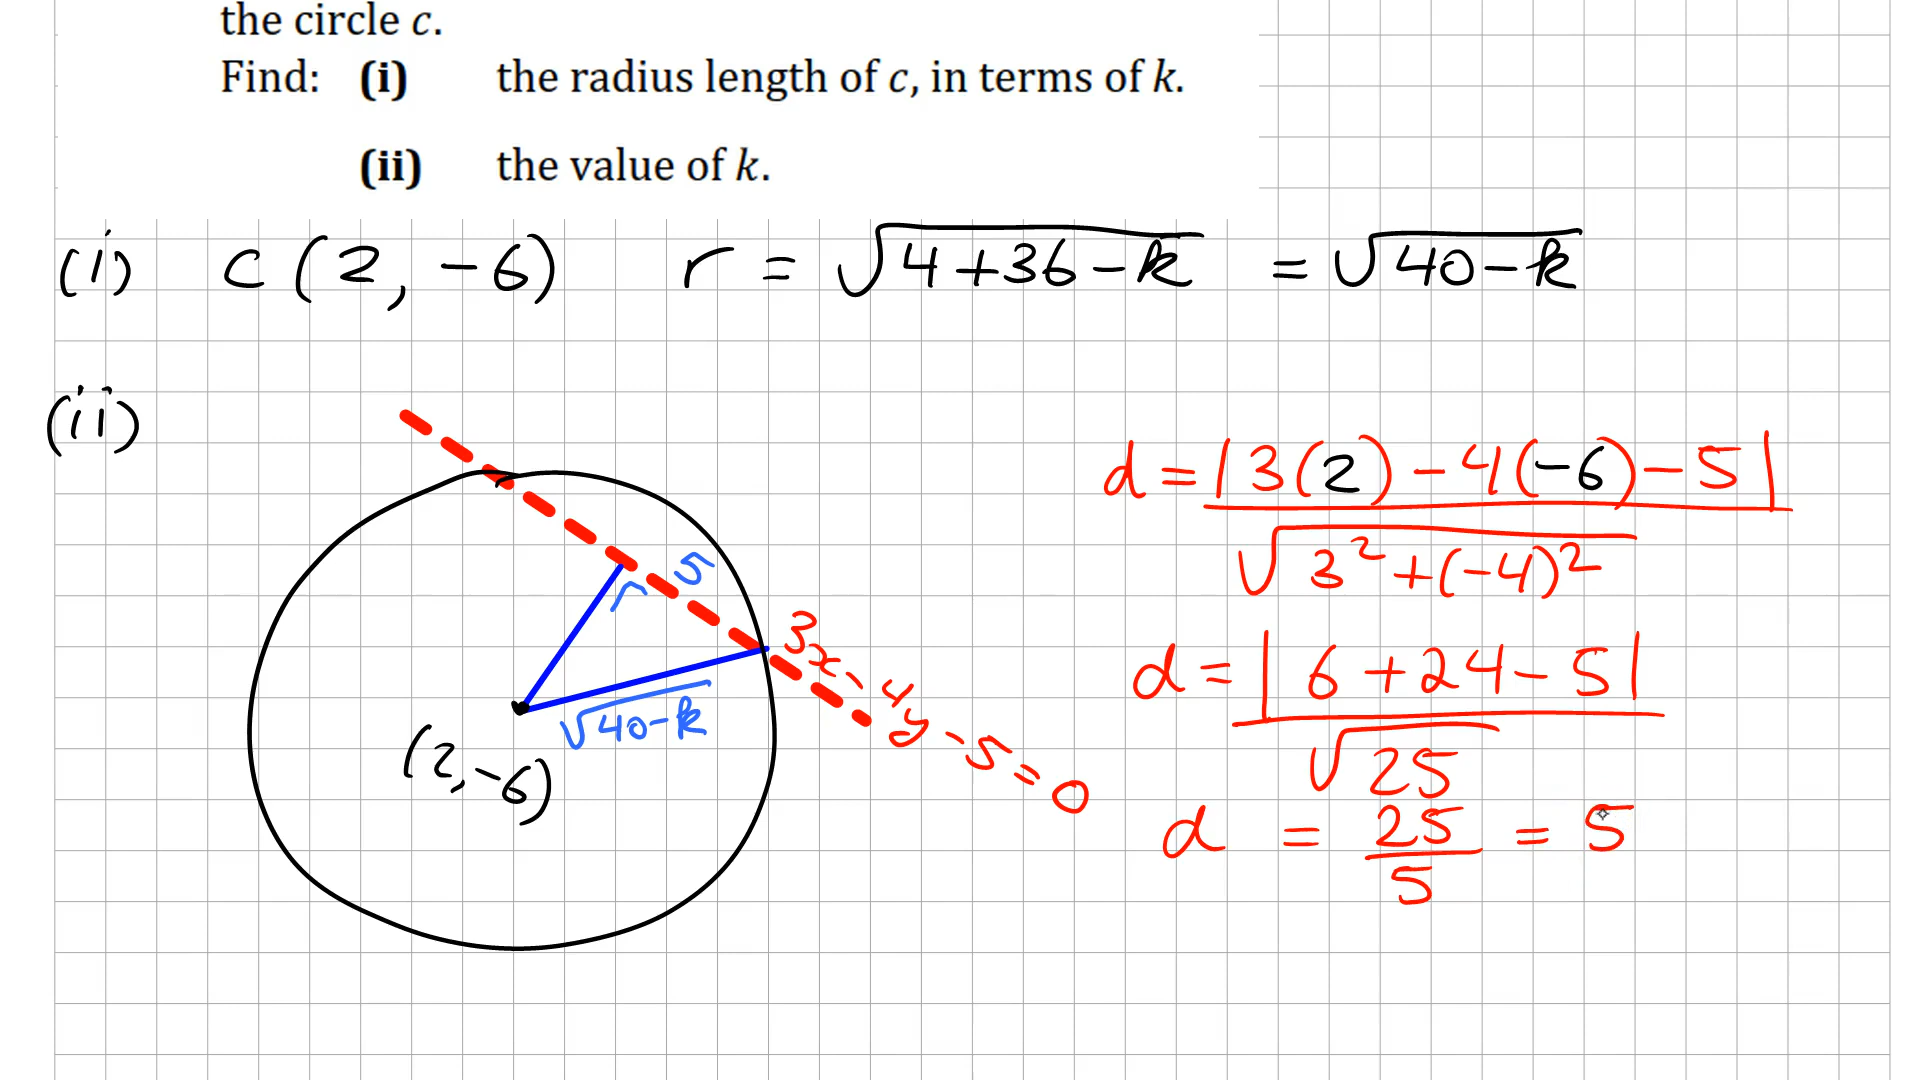 the circle c.
Find: (i) the radius length of c, in terms of k.
(ii) the value of k.
(i) C (2, -6) r = √4+36-k = √40-k
(ii)
5
√40-k
(2, -6)
3x - 4y - 5 = 0
d = |3(2) - 4(-6) - 5|
√3² + (-4)²
d = |6 + 24 - 5|
√25
d = 25 = 5
5